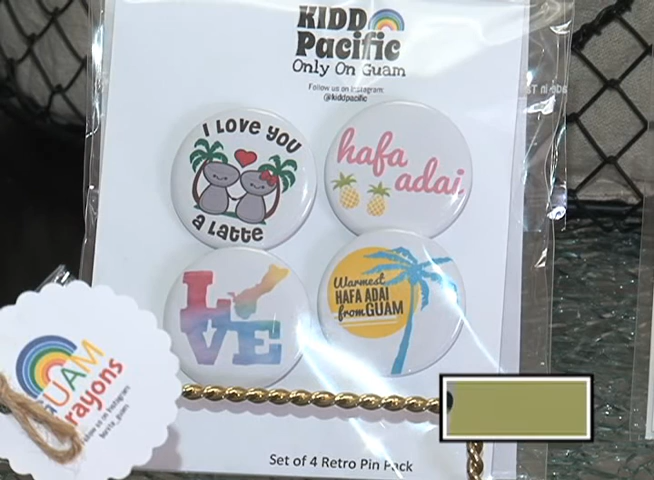 KIDD
Pacific
Only On Guam
Follow us on Instagram:
@kiddpacific
I LOVE YOU
a Latte
hafa
adai
LOVE
Warmest
HAFA ADAI
from GUAM
GUAM
rayons
Set of 4 Retro Pin Pack